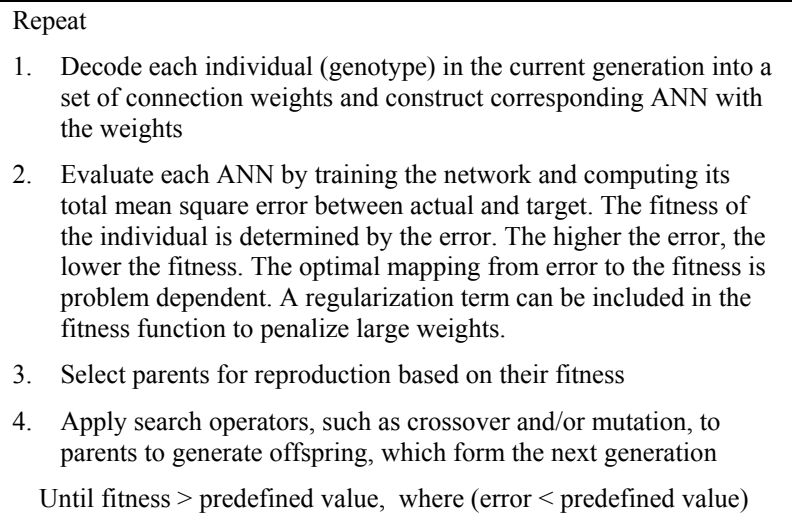 Repeat
1. Decode each individual (genotype) in the current generation into a
set of connection weights and construct corresponding ANN with
the weights
2. Evaluate each ANN by training the network and computing its
total mean square error between actual and target. The fitness of
the individual is determined by the error. The higher the error, the
lower the fitness. The optimal mapping from error to the fitness is
problem dependent. A regularization term can be included in the
fitness function to penalize large weights.
3. Select parents for reproduction based on their fitness
4. Apply search operators, such as crossover and/or mutation, to
parents to generate offspring, which form the next generation
Until fitness > predefined value, where (error < predefined value)